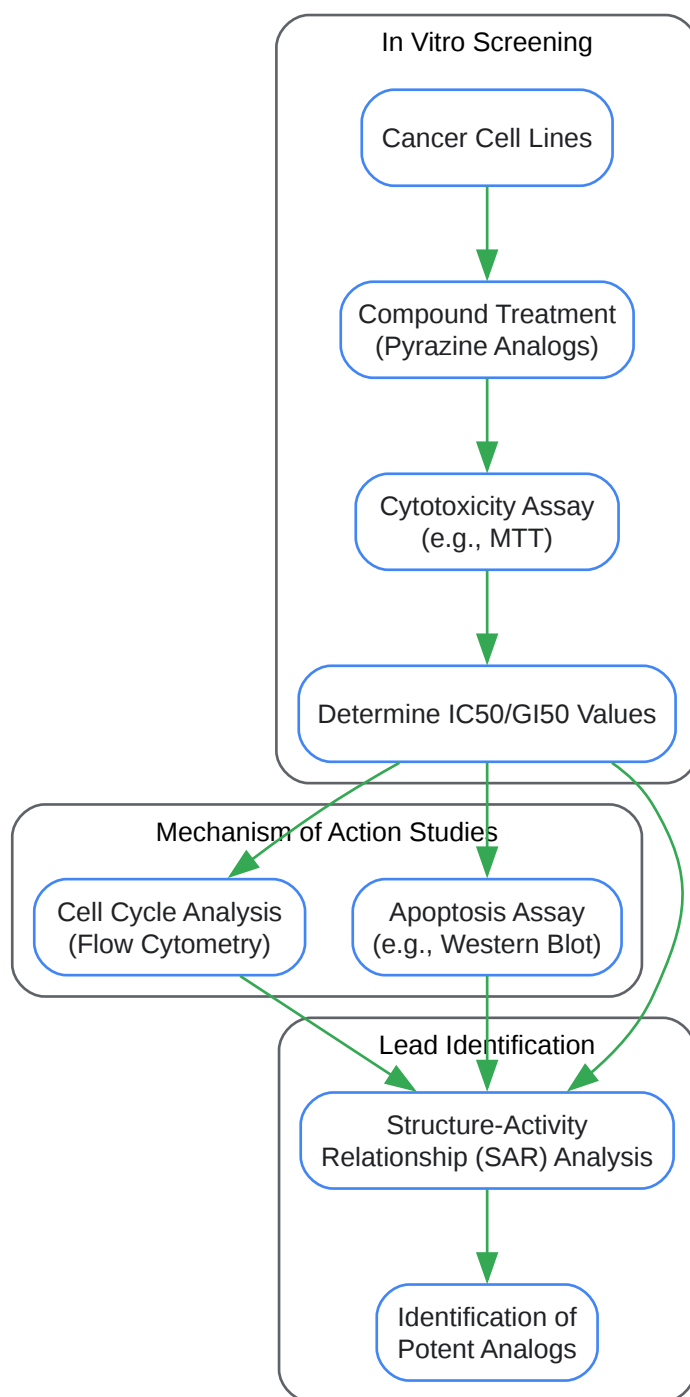 In Vitro Screening
Cancer Cell Lines
Compound Treatment
(Pyrazine Analogs)
Cytotoxicity Assay
(e.g., MTT)
Determine IC50/GI50 Values
Mechanism of Action Studies
Cell Cycle Analysis
(Flow Cytometry)
Apoptosis Assay
(e.g., Western Blot)
Lead Identification
Structure-Activity
Relationship (SAR) Analysis
Identification of
Potent Analogs